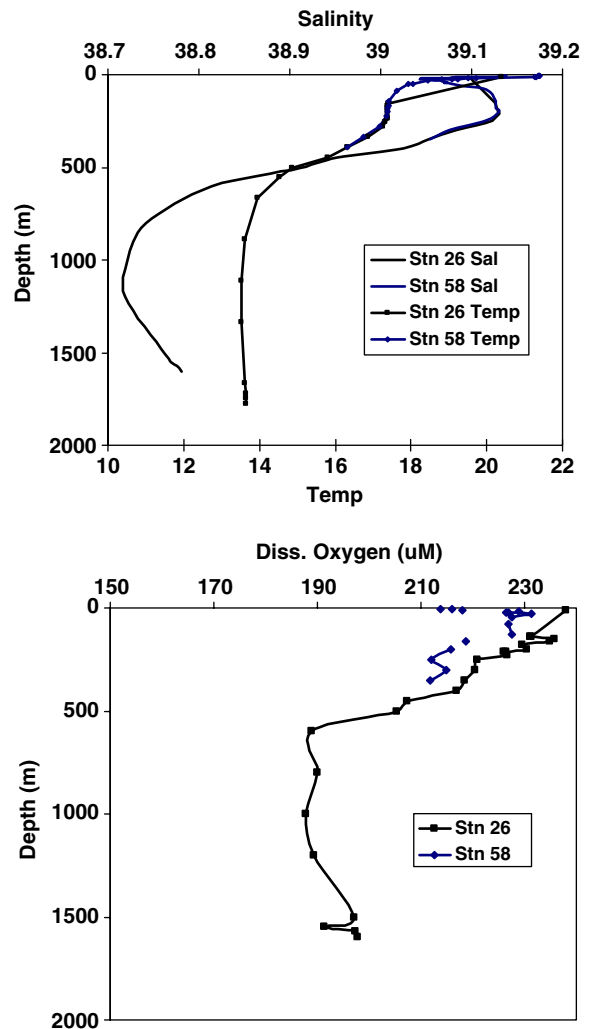 Salinity
38.7 38.8 38.9 39 39.1 39.2
0
500
1000
1500
2000
Depth (m)
Stn 26 Sal
Stn 58 Sal
Stn 26 Temp
Stn 58 Temp
10 12 14 16 18 20 22
Temp
Diss. Oxygen (uM)
150 170 190 210 230
0
500
1000
1500
2000
Depth (m)
Stn 26
Stn 58